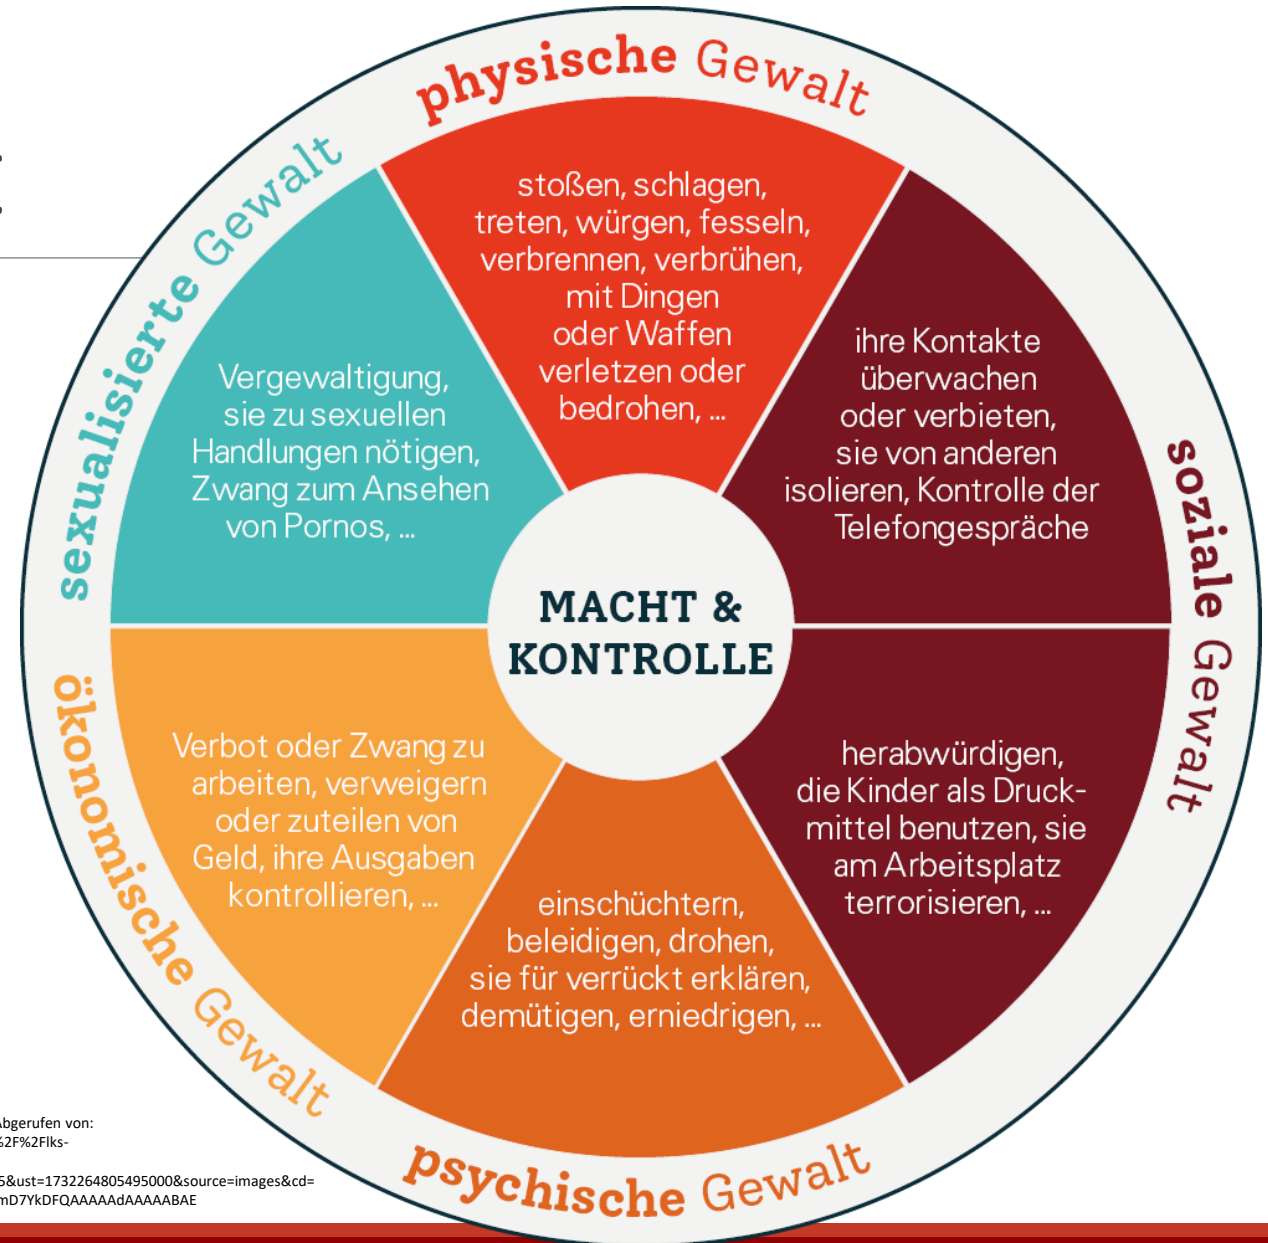 physische Gewalt
stoßen, schlagen,
treten, würgen, fesseln,
verbrennen, verbrühen,
mit Dingen
oder Waffen
verletzen oder
bedrohen, ...
soziale Gewalt
ihre Kontakte
überwachen
oder verbieten,
sie von anderen
isolieren, Kontrolle der
Telefongespräche
herabwürdigen,
die Kinder als Druck-
mittel benutzen, sie
am Arbeitsplatz
terrorisieren, ...
psychische Gewalt
einschüchtern,
beleidigen, drohen,
sie für verrückt erklären,
demütigen, erniedrigen, ...
ökonomische Gewalt
Verbot oder Zwang zu
arbeiten, verweigern
oder zuteilen von
Geld, ihre Ausgaben
kontrollieren, ...
sexualisierte Gewalt
Vergewaltigung,
sie zu sexuellen
Handlungen nötigen,
Zwang zum Ansehen
von Pornos, ...
MACHT &
KONTROLLE
Abgerufen von:
%2F%2Flks-
5&ust=1732264805495000&source=images&cd=
mD7YkDFQAAAAAdAAAAABAE